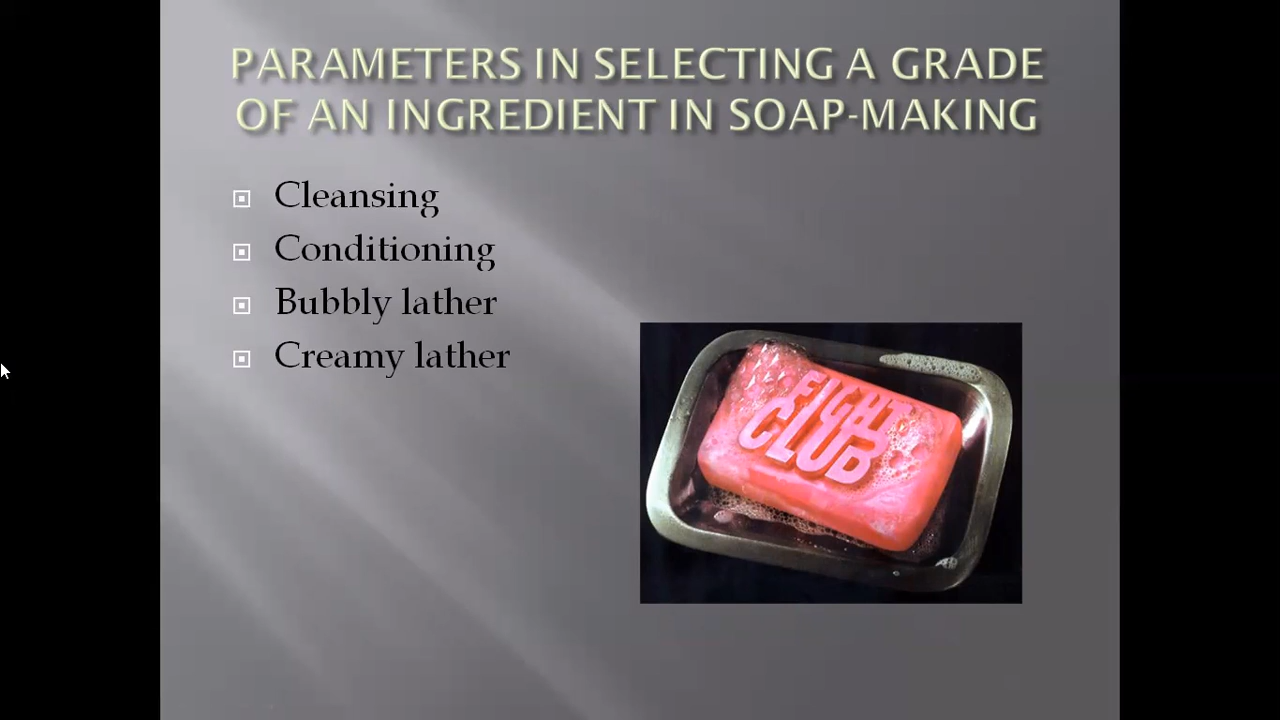 PARAMETERS IN SELECTING A GRADE
OF AN INGREDIENT IN SOAP-MAKING
Cleansing
Conditioning
Bubbly lather
Creamy lather
FIGHT
CLUB